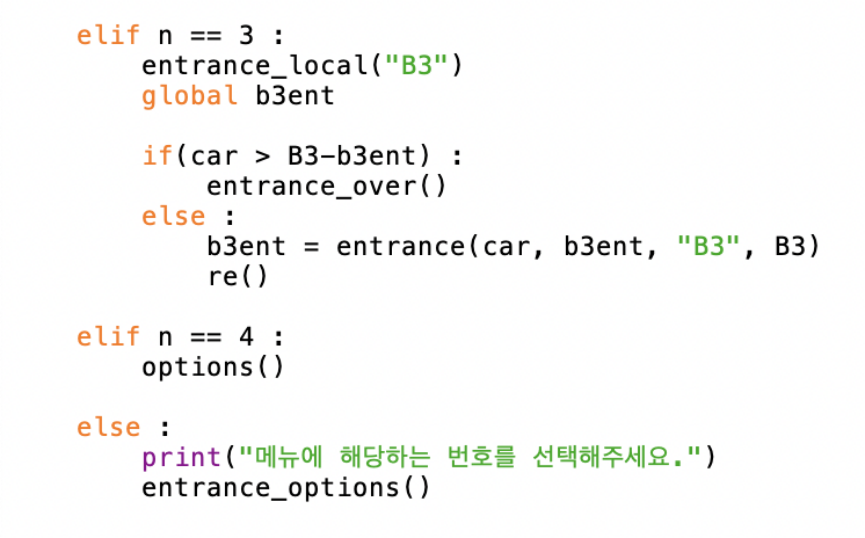 elif n == 3 :
entrance_local("B3")
global b3ent
if(car > B3-b3ent) :
entrance_over()
else :
b3ent = entrance(car, b3ent, "B3", B3)
re()
elif n == 4 :
options()
else :
print("메뉴에 해당하는 번호를 선택해주세요.")
entrance_options()